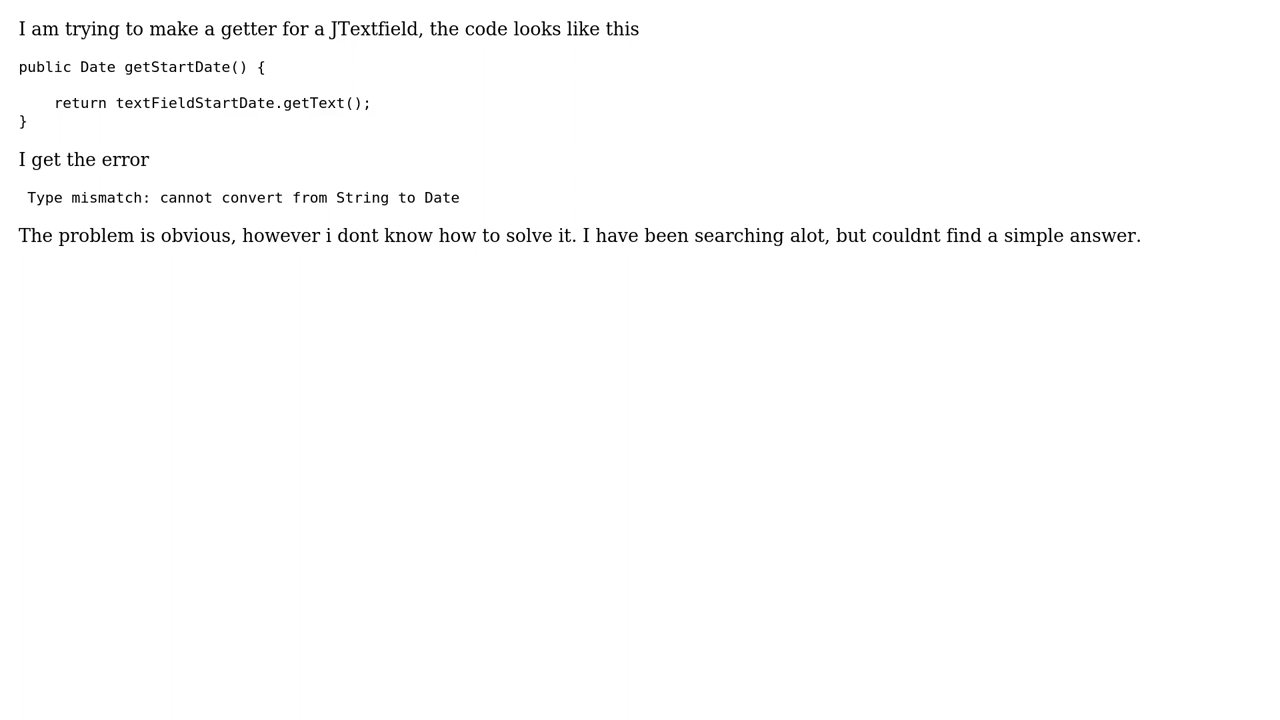 I am trying to make a getter for a JTextfield, the code looks like this
public Date getStartDate() {
    return textFieldStartDate.getText();
}
I get the error
Type mismatch: cannot convert from String to Date
The problem is obvious, however i dont know how to solve it. I have been searching alot, but couldnt find a simple answer.